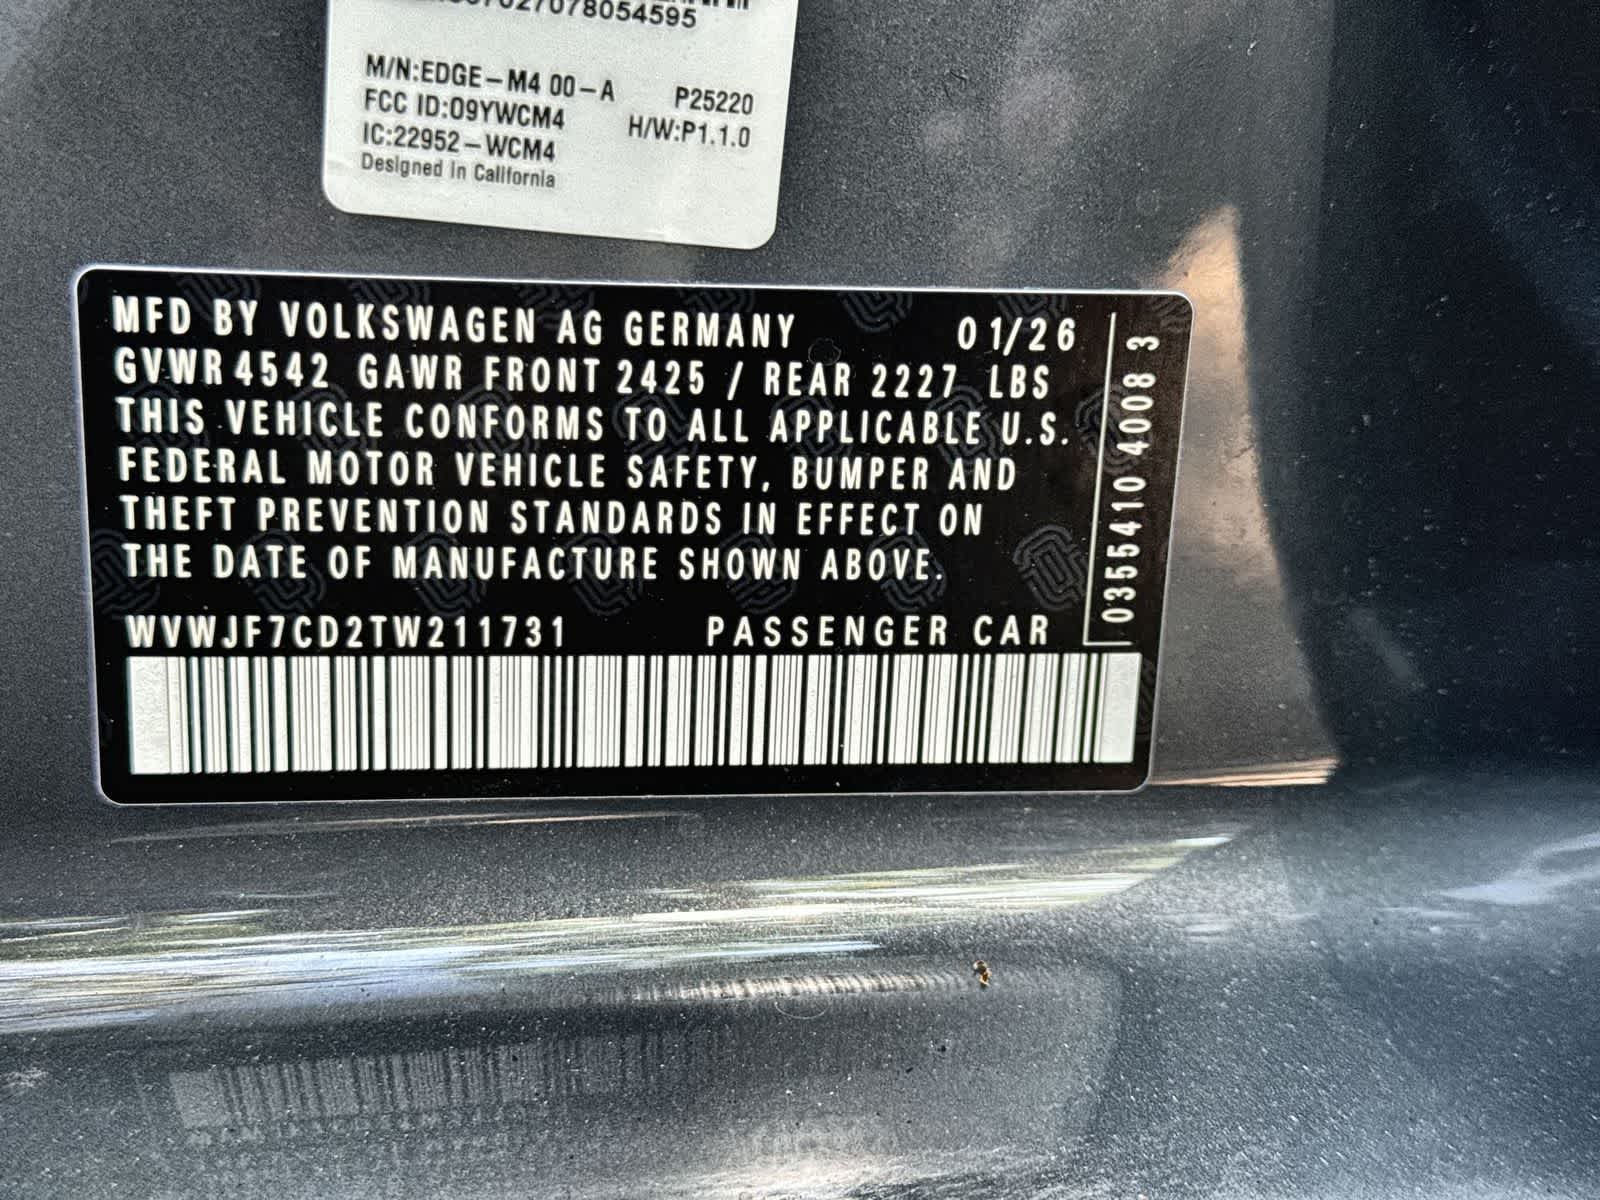 7027078054595
M/N:EDGE-M4 00-A P25220
FCC ID:O9YWCM4 H/W:P1.1.0
IC:22952-WCM4
Designed in California
MFD BY VOLKSWAGEN AG GERMANY 01/26
GVWR 4542 GAWR FRONT 2425 / REAR 2227 LBS
THIS VEHICLE CONFORMS TO ALL APPLICABLE U.S.
FEDERAL MOTOR VEHICLE SAFETY, BUMPER AND
THEFT PREVENTION STANDARDS IN EFFECT ON
THE DATE OF MANUFACTURE SHOWN ABOVE.
WVWJF7CD2TW211731 PASSENGER CAR
0355410 4008 3